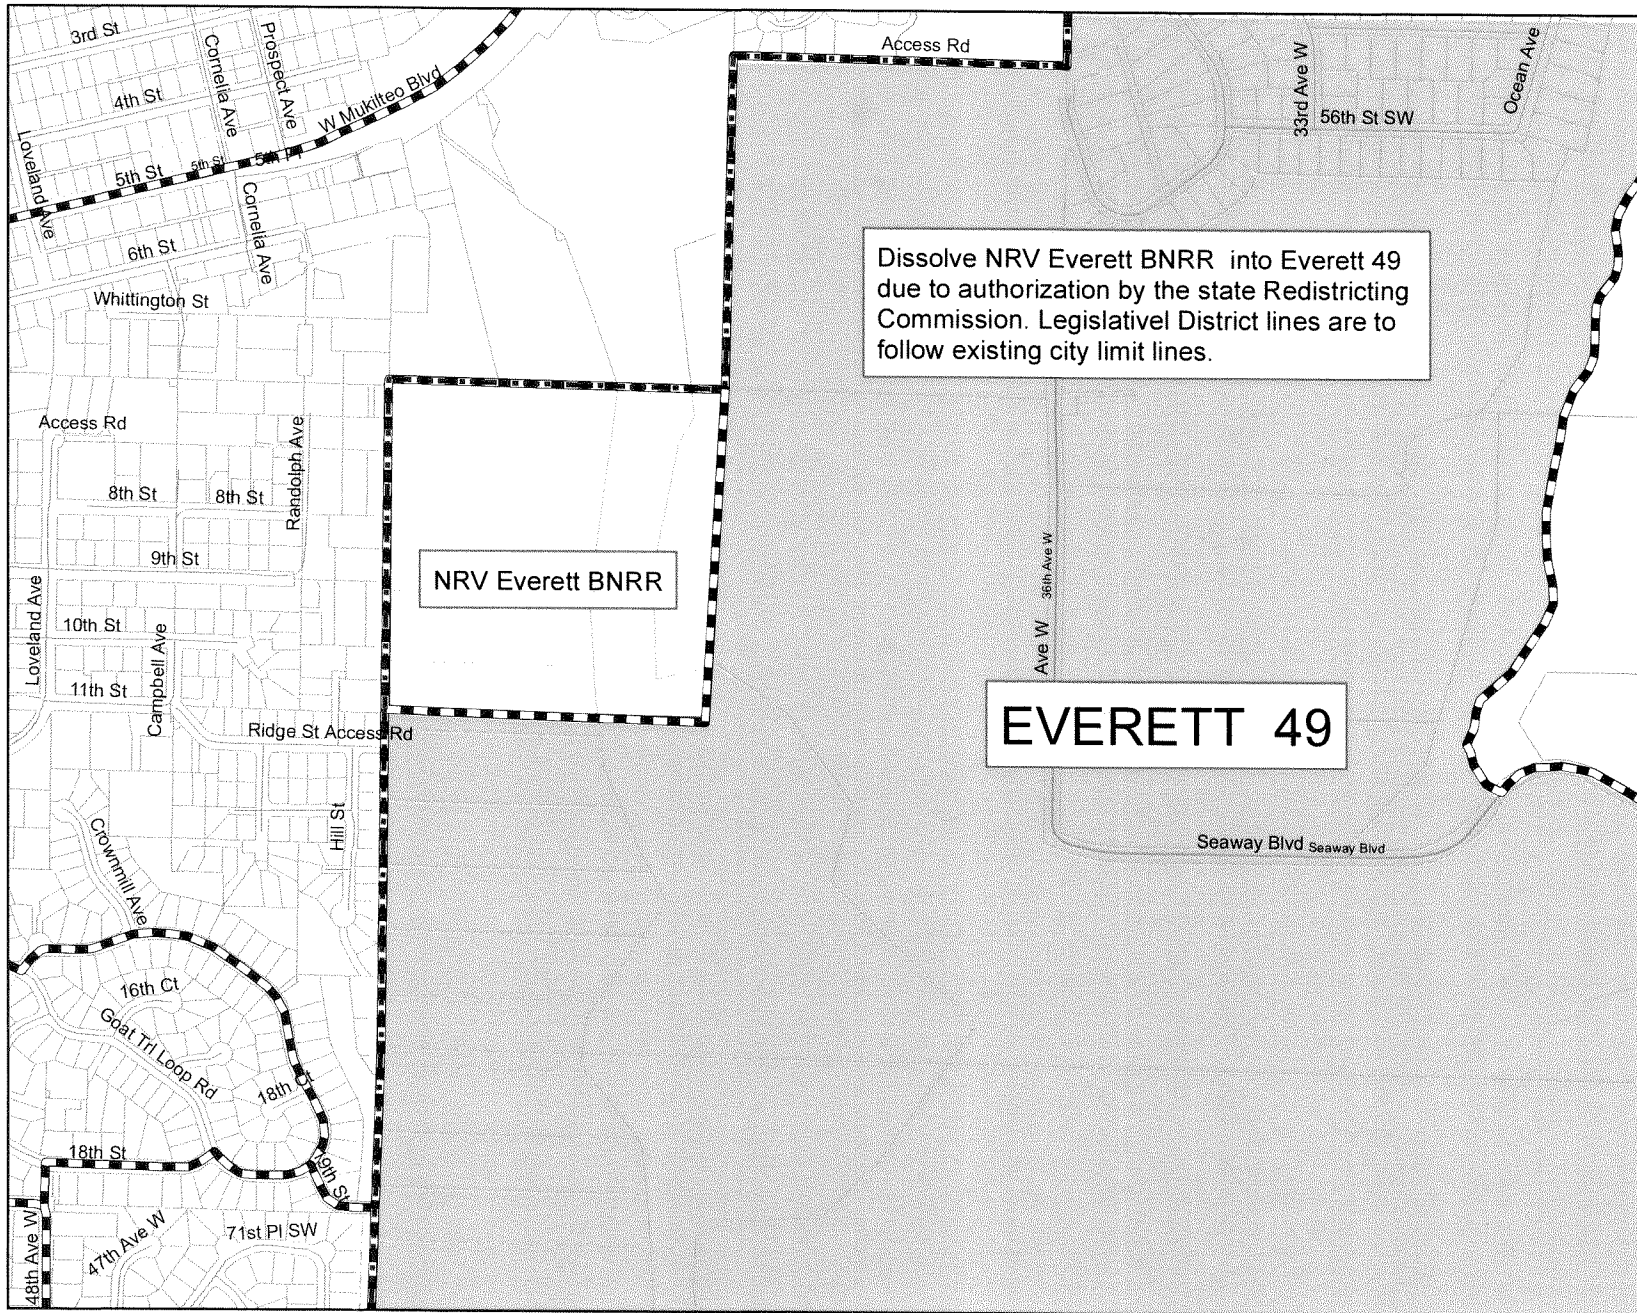 3rd St
Cornelia Ave
Prospect Ave
4th St
W Mukilteo Blvd
Access Rd
33rd Ave W
56th St SW
Ocean Ave
Loveland Ave
5th St
5th St
5th Pl
Cornelia Ave
6th St
Whittington St
Dissolve NRV Everett BNRR into Everett 49
due to authorization by the state Redistricting
Commission. Legislativel District lines are to
follow existing city limit lines.
Access Rd
Randolph Ave
8th St
8th St
9th St
NRV Everett BNRR
36th Ave W
Loveland Ave
10th St
Campbell Ave
Ave W
11th St
Ridge St Access Rd
EVERETT 49
Hill St
Crownmill Ave
Seaway Blvd
Seaway Blvd
16th Ct
Goat Trl Loop Rd
18th Ct
18th St
19th St
48th Ave W
47th Ave W
71st Pl SW